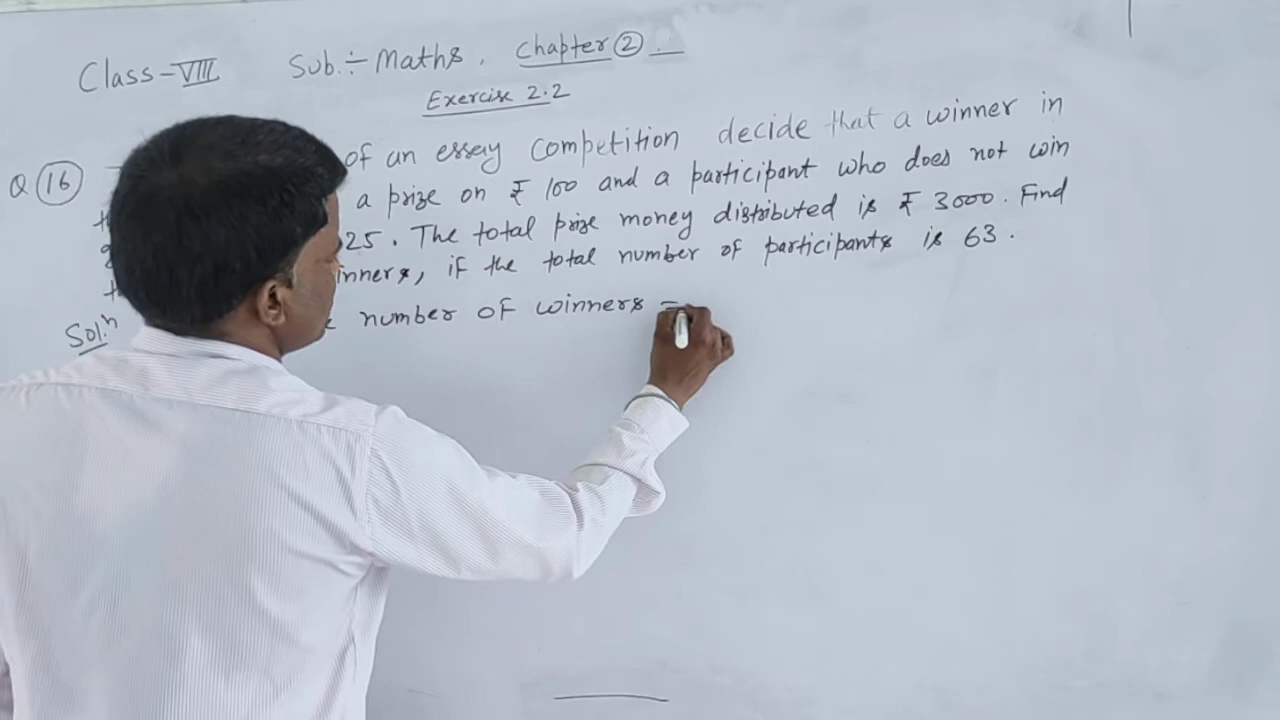 Class-VIII Sub.:- Maths. Chapter ②
Exercise 2.2
Q 16 of an essay competition decide that a winner in
a prize on ₹ 100 and a participant who does not win
25. The total prize money distributed is ₹ 3000. Find
inners, if the total number of participants is 63.
Sol.ⁿ number of winners =